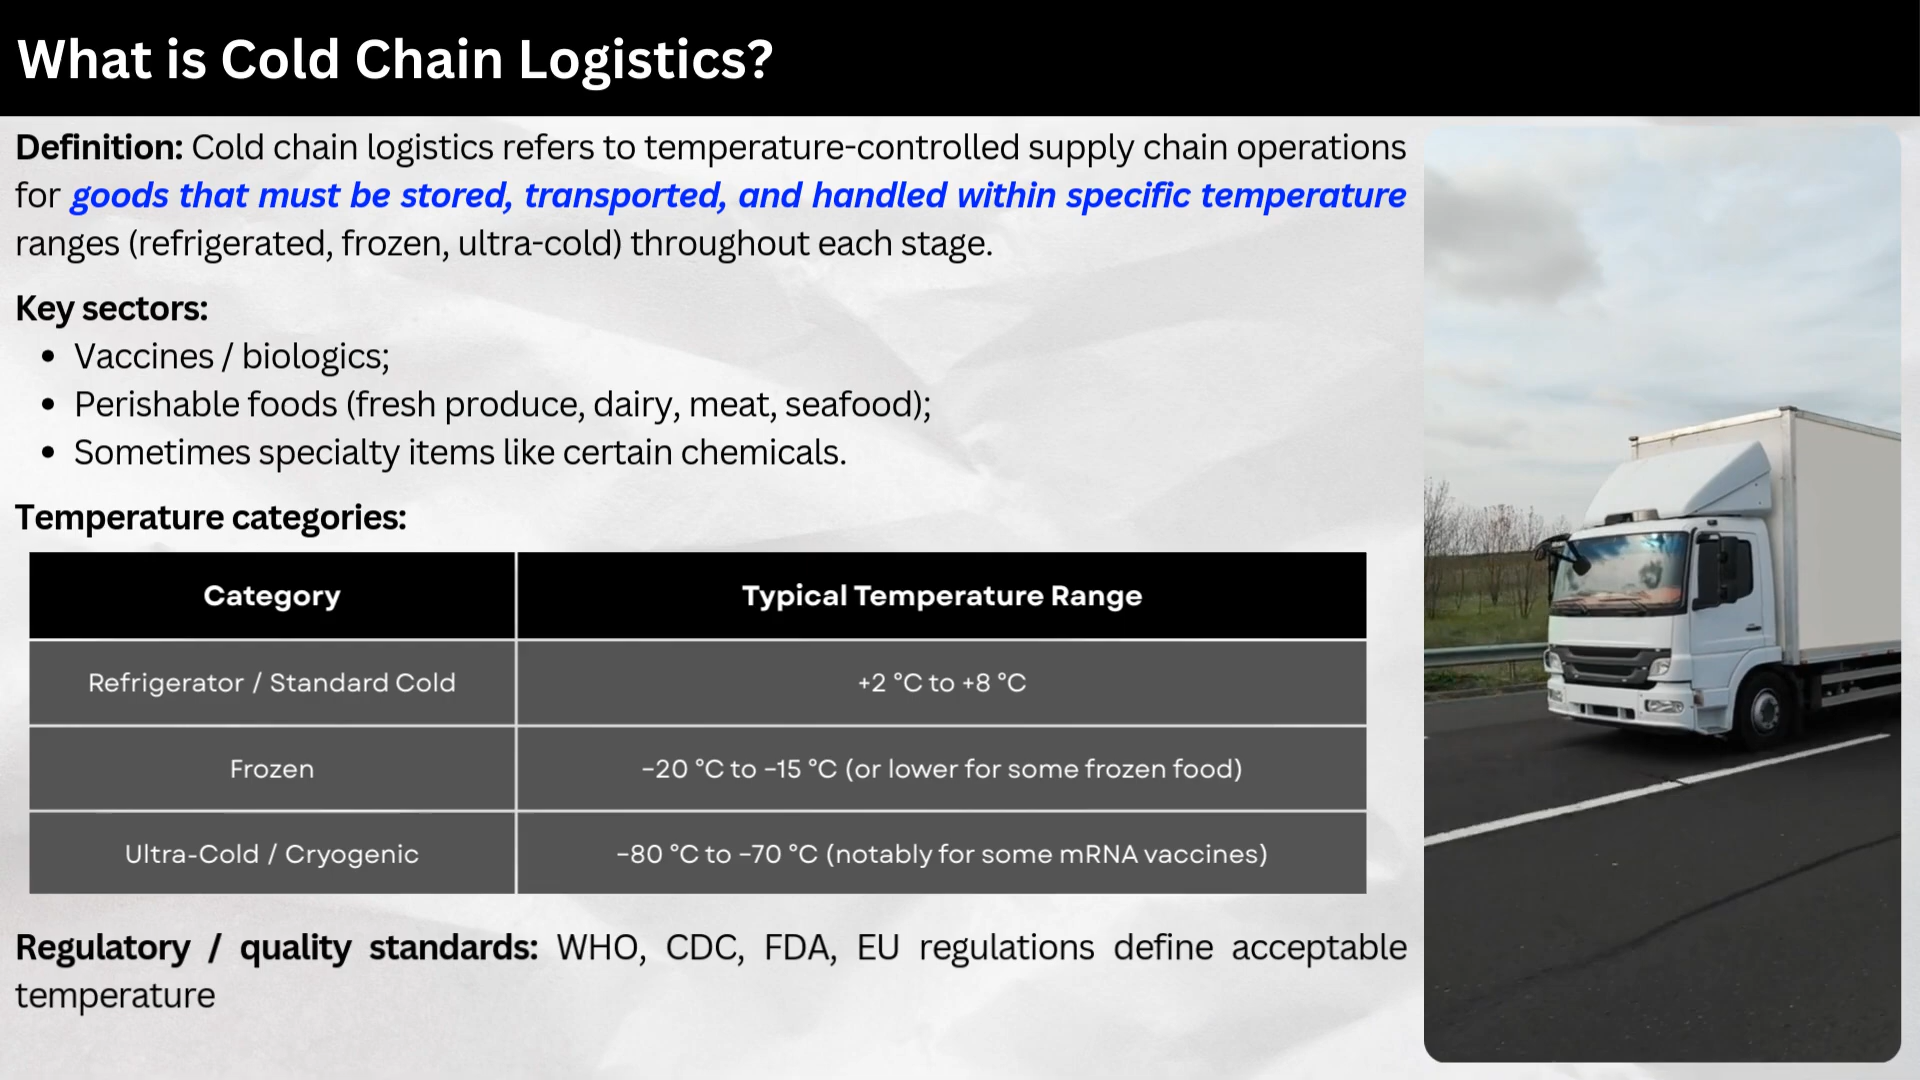 What is Cold Chain Logistics?
Definition: Cold chain logistics refers to temperature-controlled supply chain operations
for goods that must be stored, transported, and handled within specific temperature
ranges (refrigerated, frozen, ultra-cold) throughout each stage.
Key sectors:
• Vaccines / biologics;
• Perishable foods (fresh produce, dairy, meat, seafood);
• Sometimes specialty items like certain chemicals.
Temperature categories:
Category Typical Temperature Range
Refrigerator / Standard Cold +2 °C to +8 °C
Frozen −20 °C to −15 °C (or lower for some frozen food)
Ultra-Cold / Cryogenic −80 °C to −70 °C (notably for some mRNA vaccines)
Regulatory / quality standards: WHO, CDC, FDA, EU regulations define acceptable
temperature